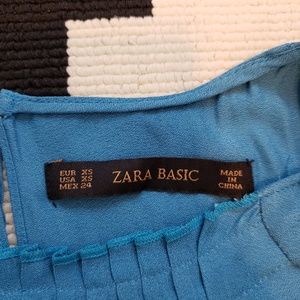 EUR XS
USA XS
MEX 24
ZARA BASIC
MADE
IN
CHINA